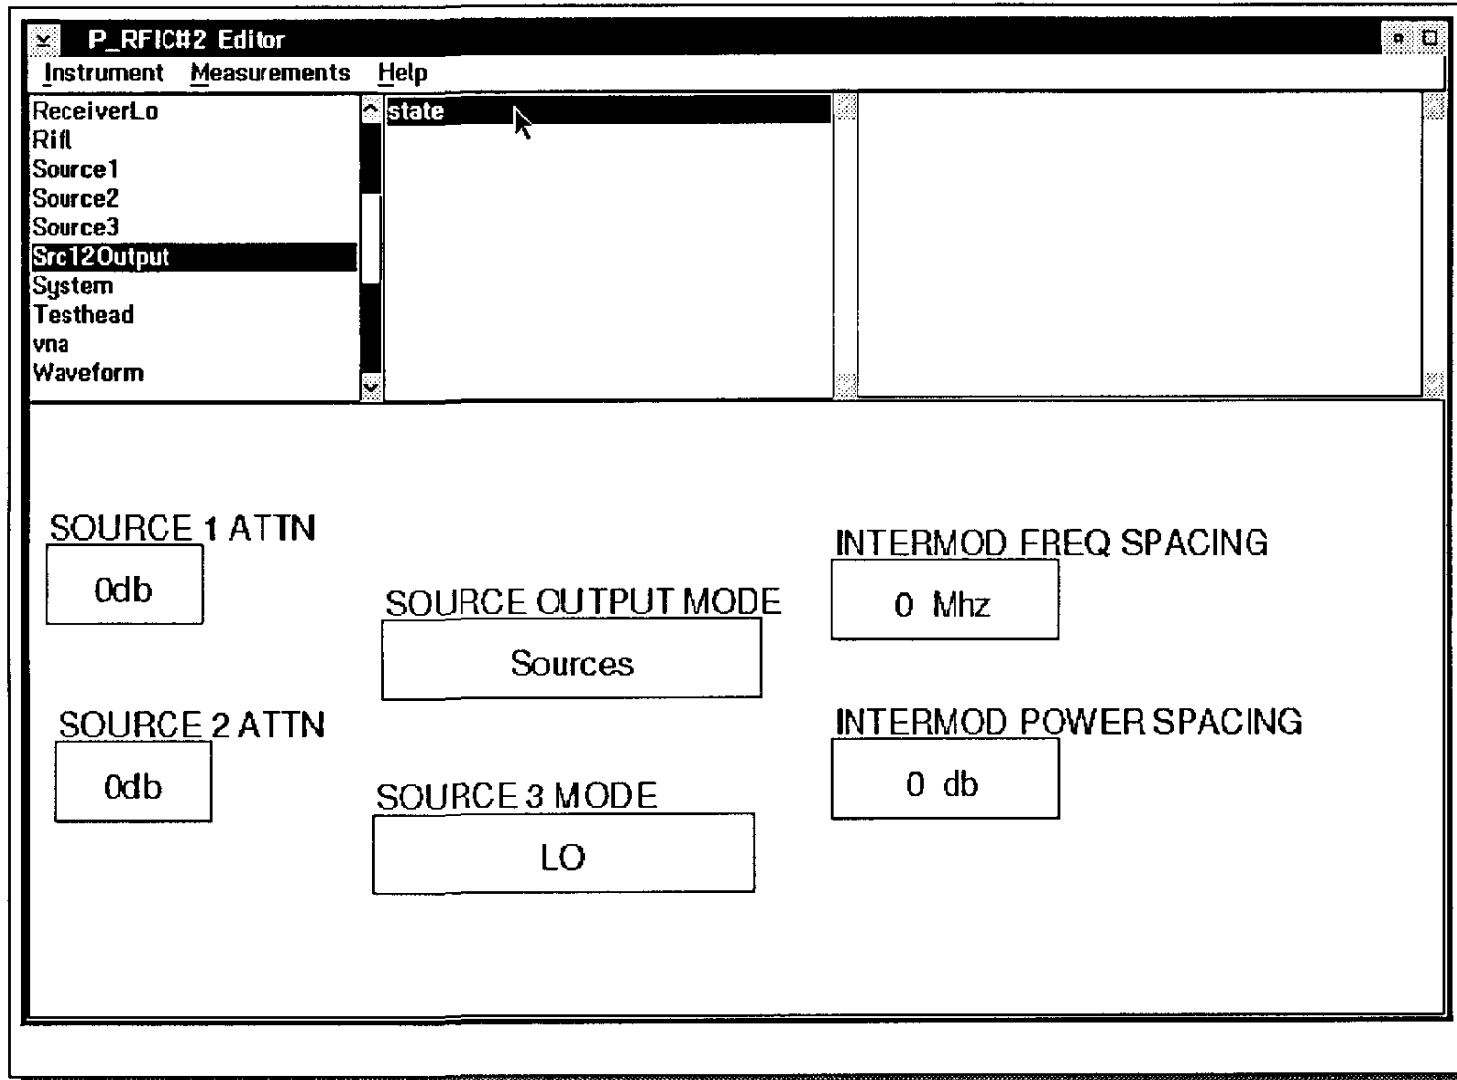 P_RFIC#2 Editor
Instrument Measurements Help
ReceiverLo
Rifl
Source1
Source2
Source3
Src12Output
System
Testhead
vna
Waveform
state
SOURCE 1 ATTN
0db
SOURCE 2 ATTN
0db
SOURCE OUTPUT MODE
Sources
SOURCE 3 MODE
LO
INTERMOD FREQ SPACING
0 Mhz
INTERMOD POWER SPACING
0 db